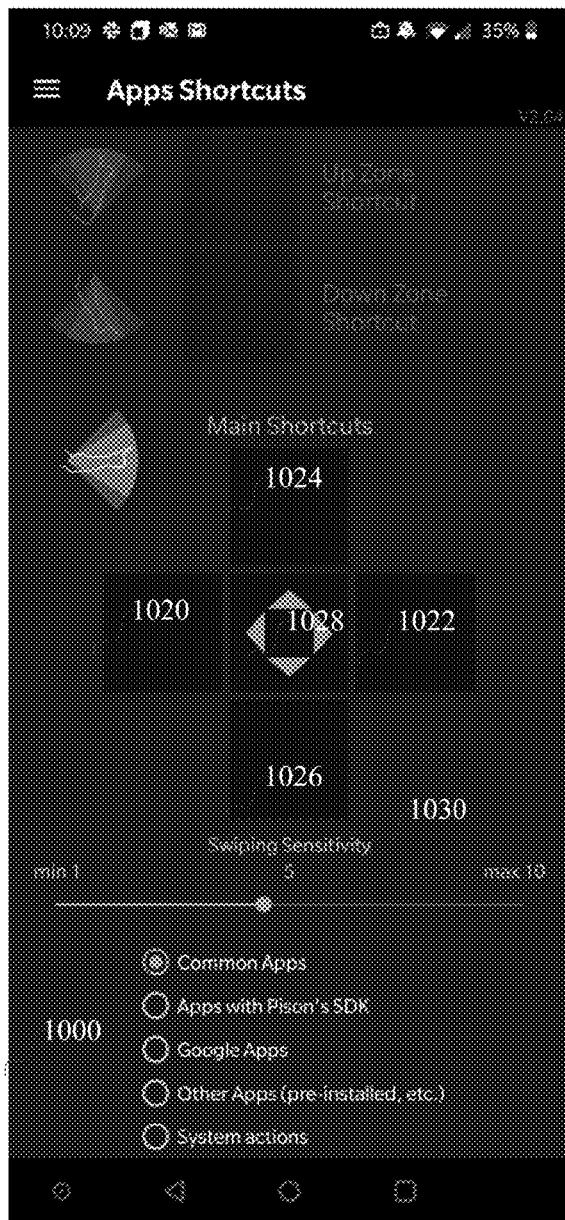 10:09 35%
Apps Shortcuts
V2.04
Up Zone
Shortcut
Down Zone
Shortcut
Main Shortcuts
1024
1020 1028 1022
1026
1030
Swiping Sensitivity
min 1 5 max 10
Common Apps
Apps with Pison's SDK
1000
Google Apps
Other Apps (pre-installed, etc.)
System actions